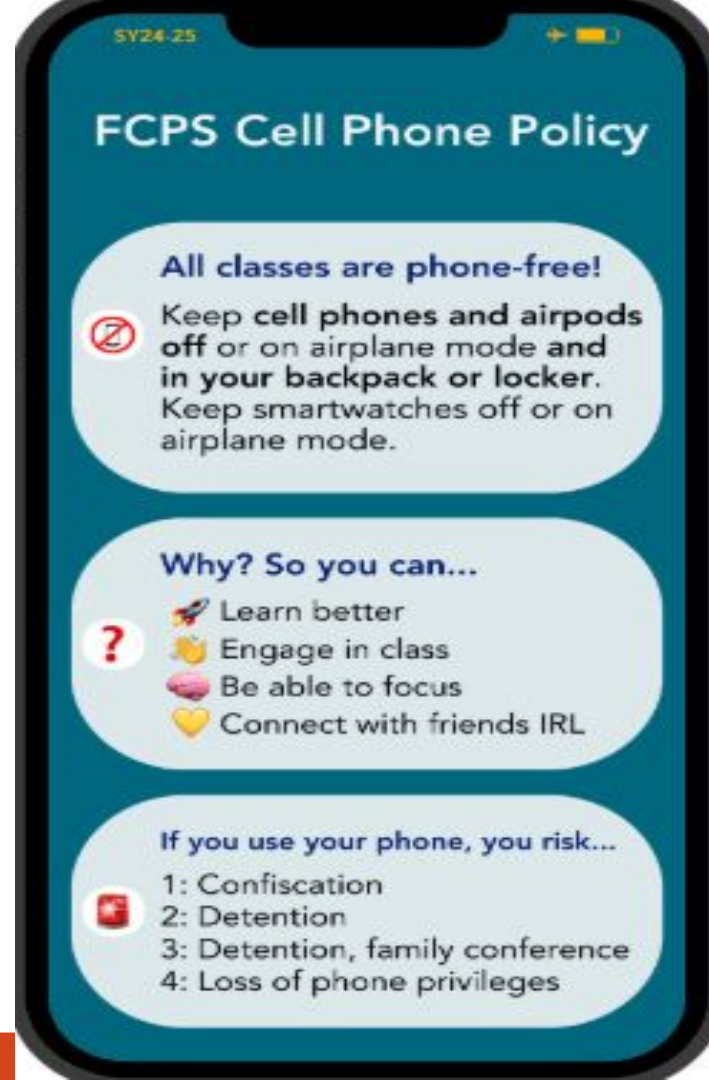 SY24-25
FCPS Cell Phone Policy
All classes are phone-free!
Keep cell phones and airpods
off or on airplane mode and
in your backpack or locker.
Keep smartwatches off or on
airplane mode.
Why? So you can...
?
🚀 Learn better
👏 Engage in class
🧠 Be able to focus
💛 Connect with friends IRL
If you use your phone, you risk...
1: Confiscation
2: Detention
3: Detention, family conference
4: Loss of phone privileges